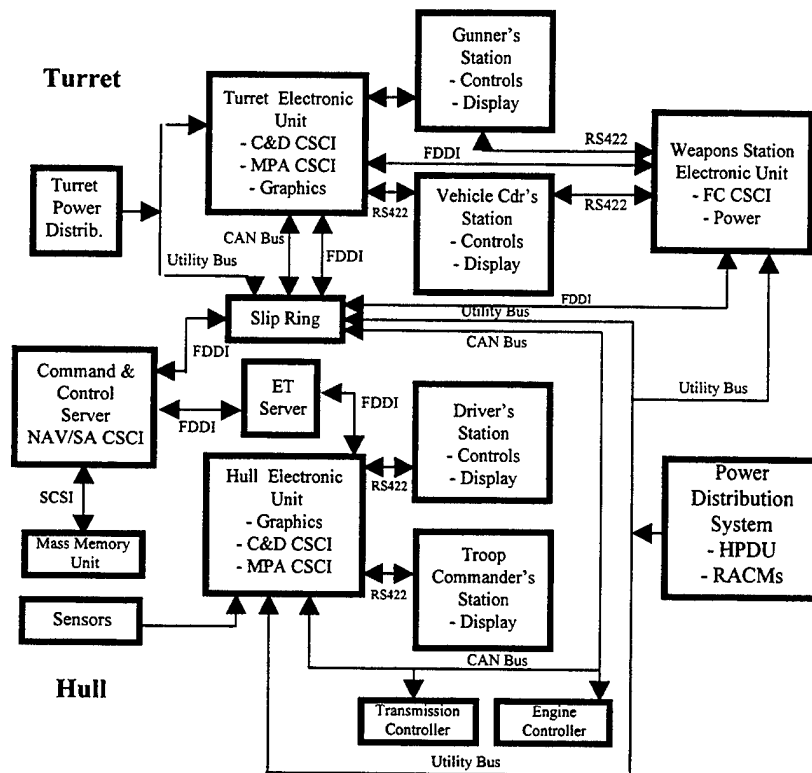 Turret
Turret Electronic
Unit
- C&D CSCI
- MPA CSCI
- Graphics
Gunner's
Station
- Controls
- Display
RS422
FDDI
Weapons Station
Electronic Unit
- FC CSCI
- Power
Turret
Power
Distrib.
RS422
Vehicle Cdr's
Station
- Controls
- Display
RS422
CAN Bus
FDDI
Utility Bus
Slip Ring
FDDI
Utility Bus
CAN Bus
FDDI
Utility Bus
Command &
Control
Server
NAV/SA CSCI
FDDI
ET
Server
FDDI
Driver's
Station
- Controls
- Display
RS422
Hull Electronic
Unit
- Graphics
- C&D CSCI
- MPA CSCI
Power
Distribution
System
- HPDU
- RACMs
SCSI
Mass Memory
Unit
Troop
Commander's
Station
- Display
RS422
Sensors
CAN Bus
Hull
Transmission
Controller
Engine
Controller
Utility Bus